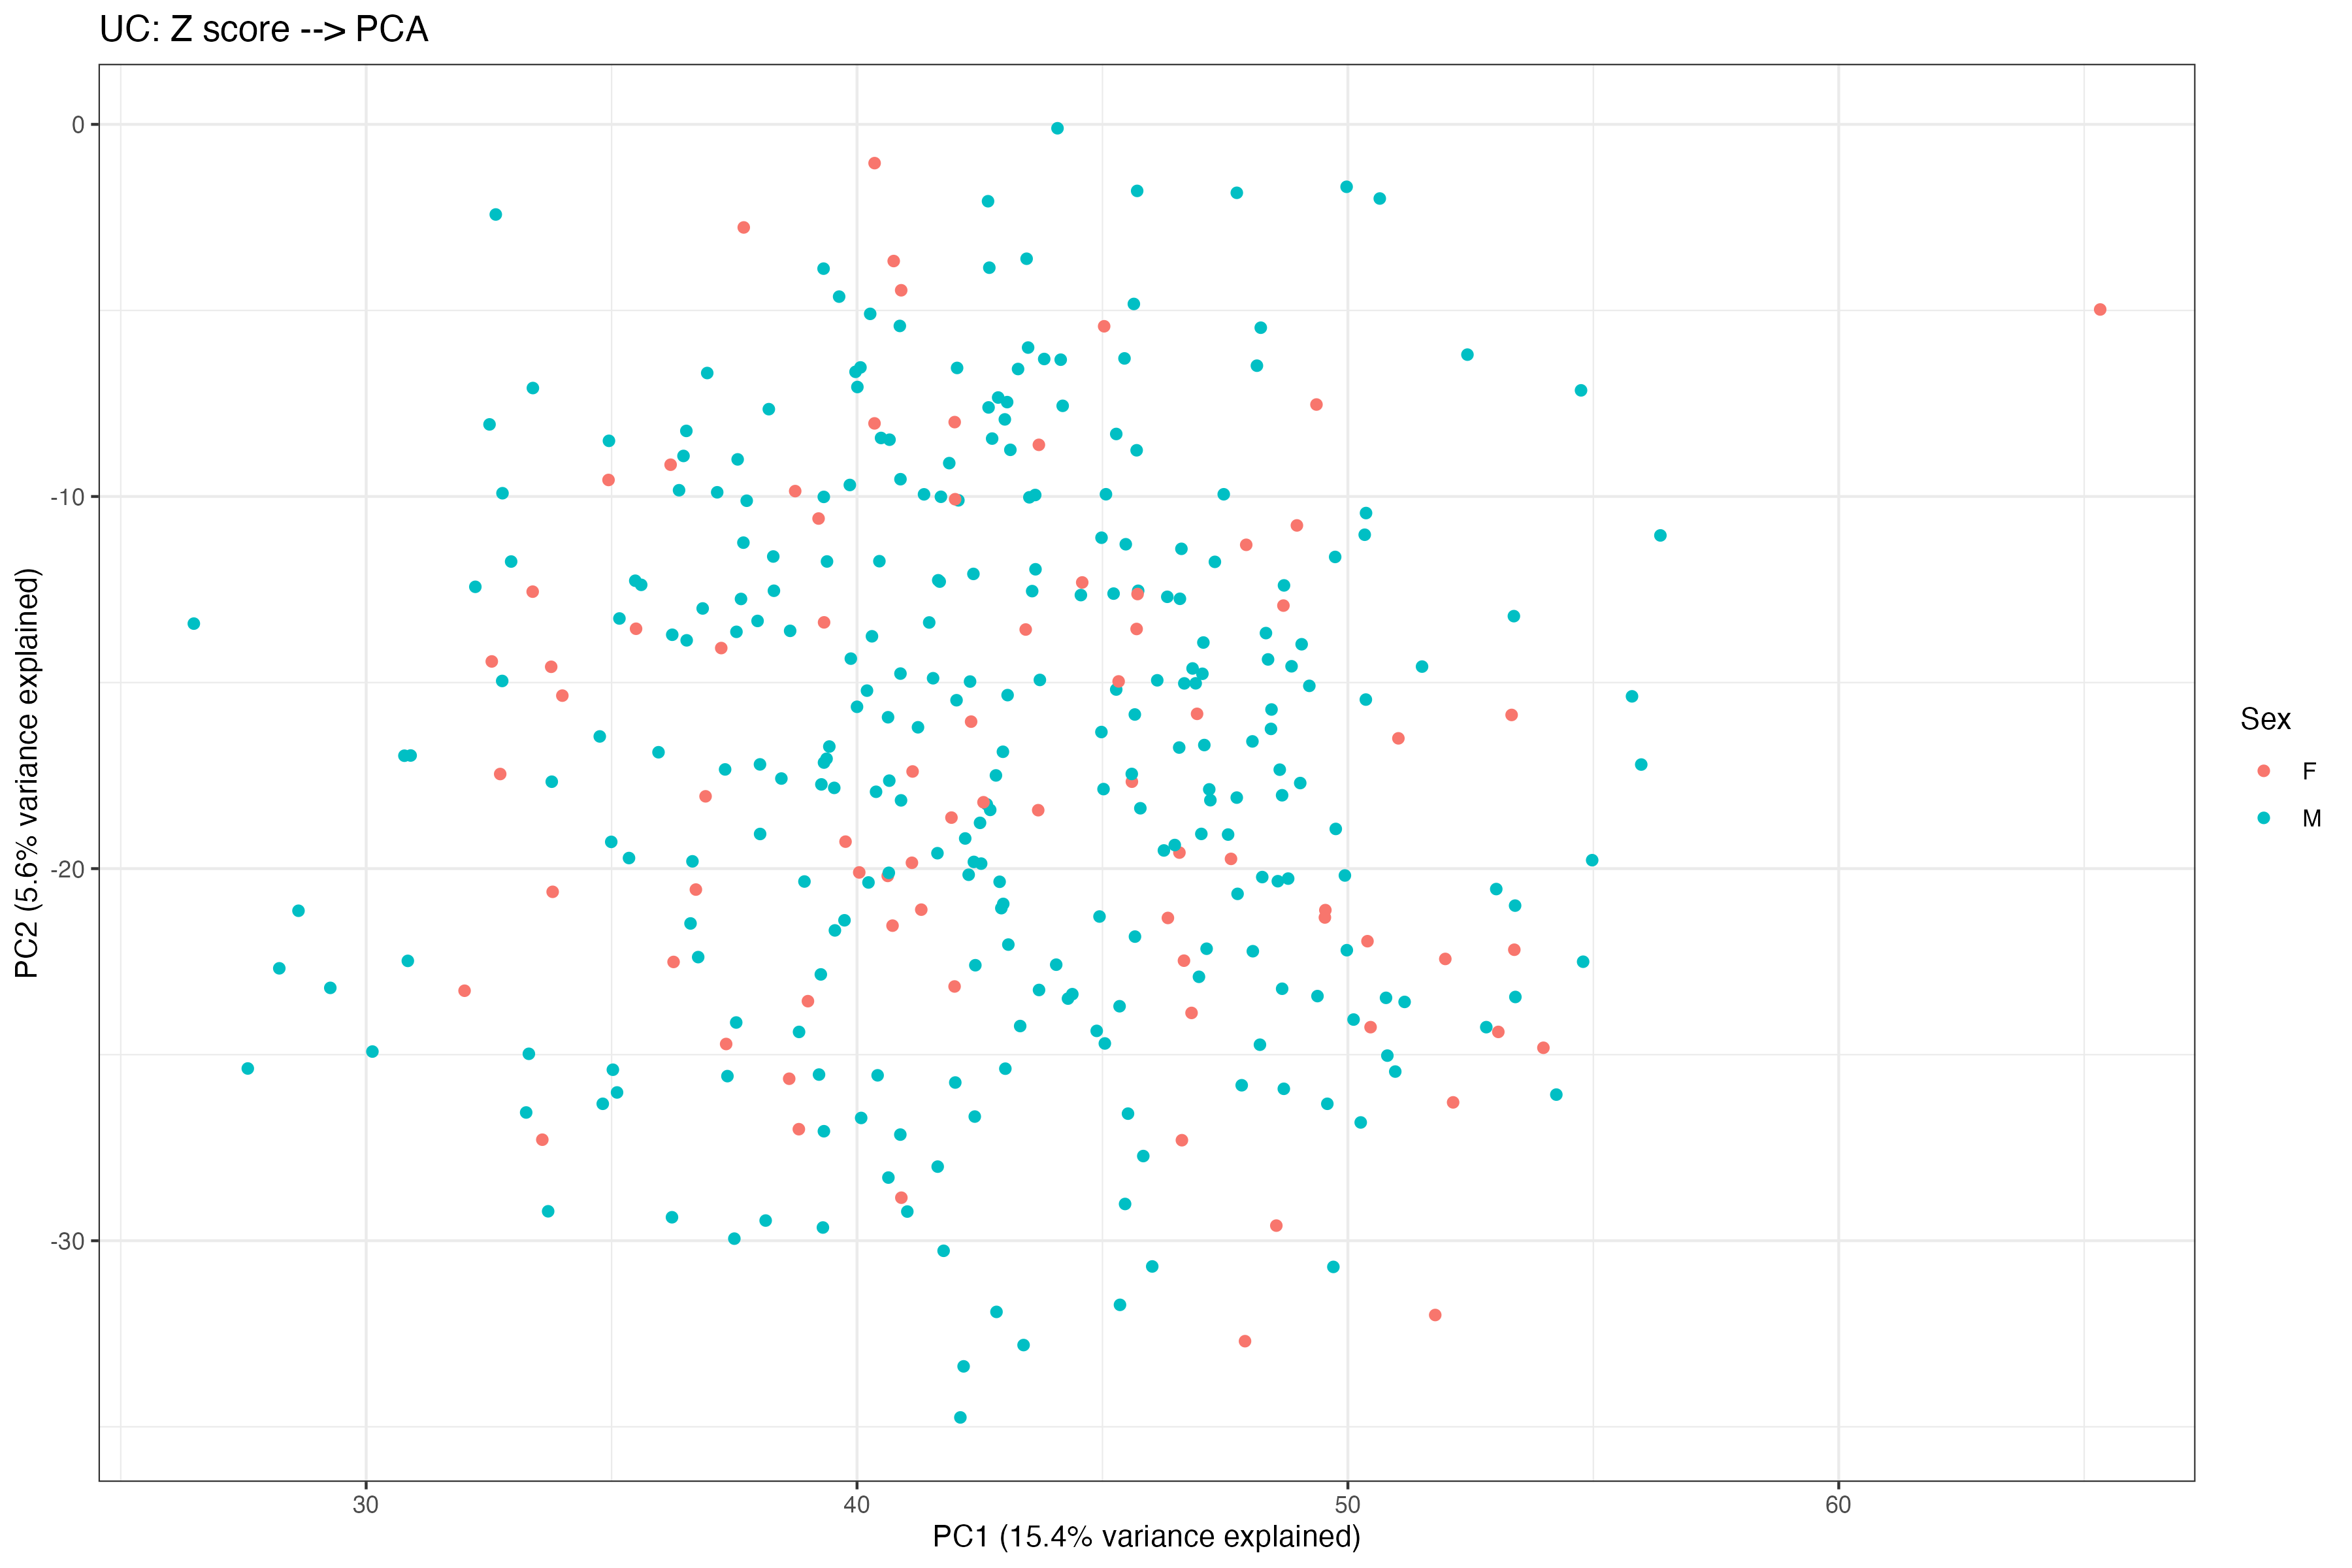 UC: Z score --> PCA
0
-10
-20
-30
PC2 (5.6% variance explained)
30
40
50
60
PC1 (15.4% variance explained)
Sex
F
M